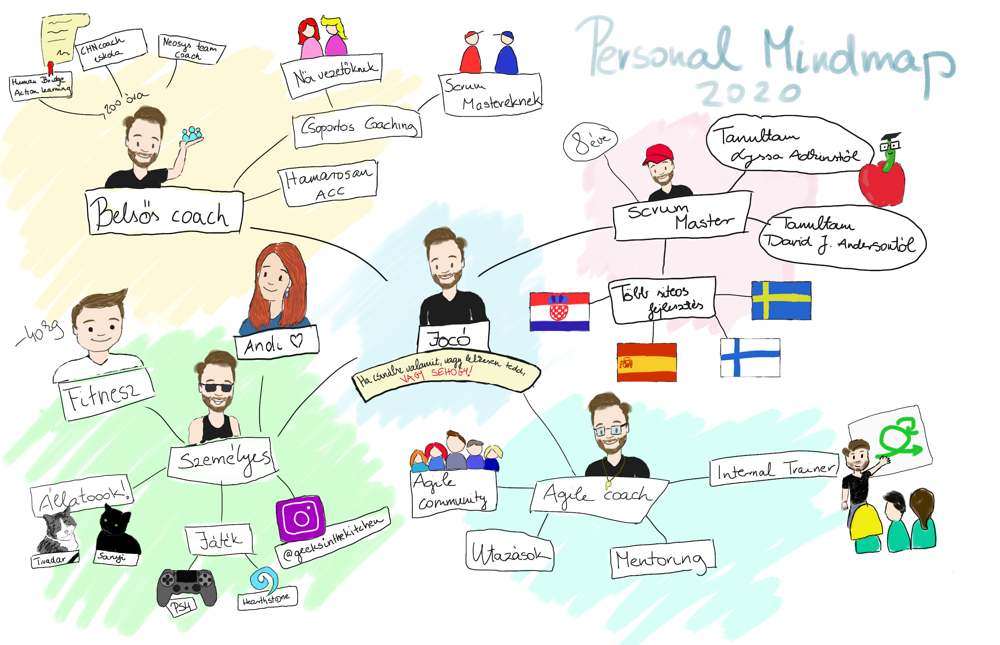 Personal Mindmap
2020
Human Bridge
Action learning
CHN coach
iskola
Neosys team
coach
200 óra
Női vezetőknek
Scrum
Mastereknek
Csoportos Coaching
Hamarosan
ACC
Belsős coach
8 éve
Tanultam
Lyssa Adkinstól
Scrum
Master
Tanultam
David J. Andersontól
Több siteos
fejlesztés
Jocó
Ha csinálsz valamit, vagy lelkesen tedd,
VAGY SEHOGY!
Andi ♡
-40 kg
Fitnesz
Személyes
Állatoook!
Tivadar
Sanyi
Játék
PS4
Hearthstone
@geeksinthekitchen
Agile
community
Agile coach
Internal Trainer
Utazások
Mentoring